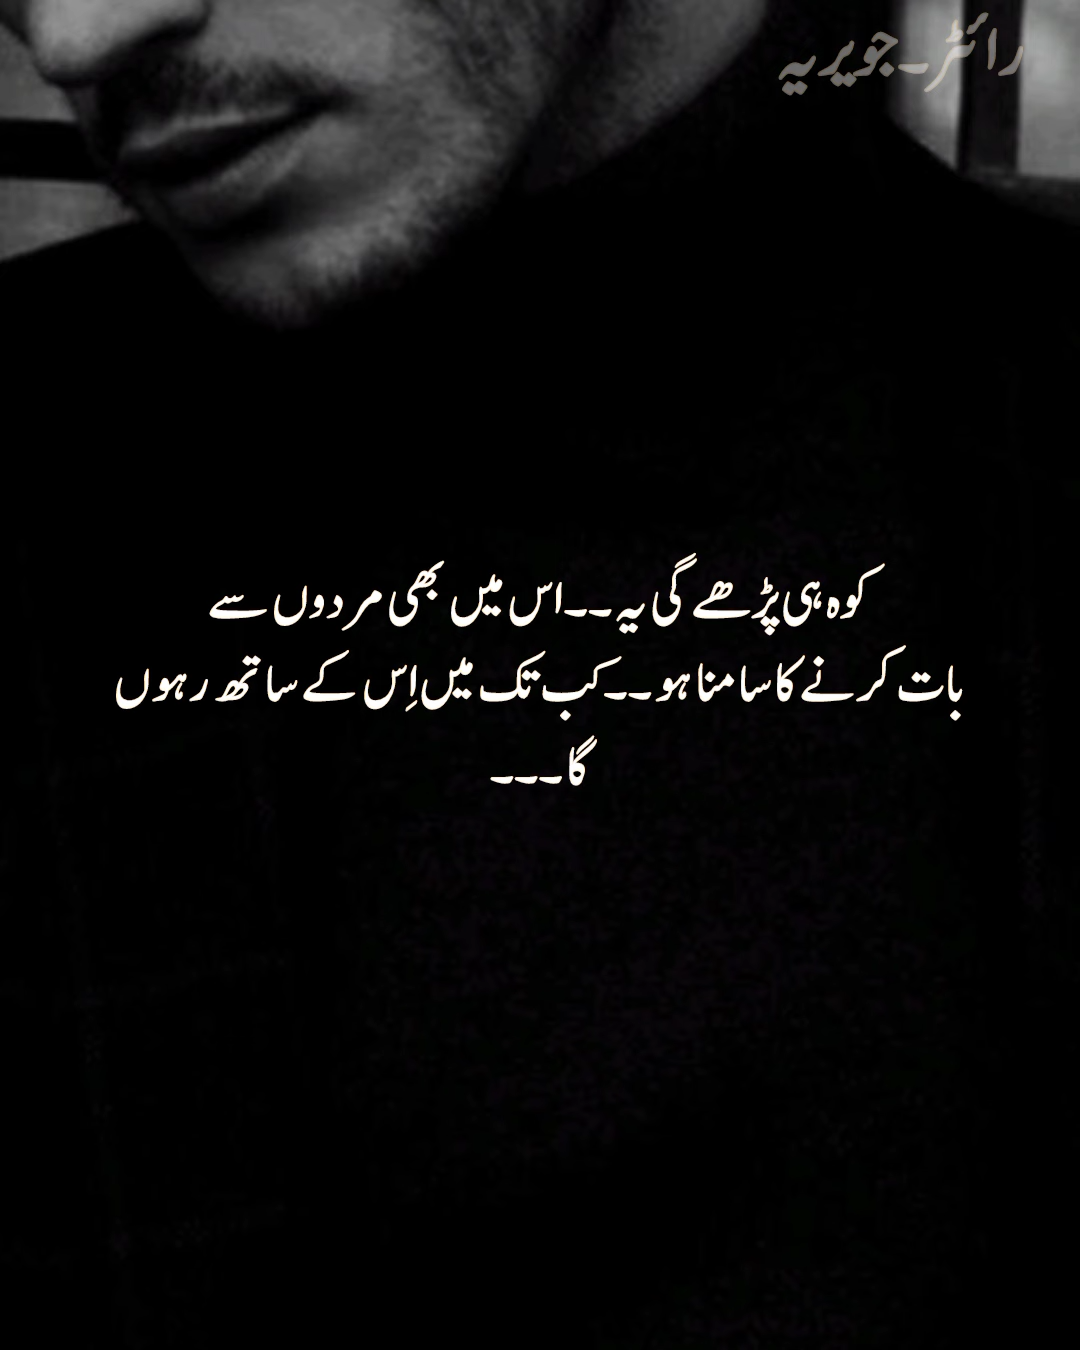 رائٹر۔جویریہ
کوہ ہی پڑھے گی یہ۔۔اس میں بھی مردوں سے
بات کرنے کا سامنا ہو۔۔کب تک میں اِس کے ساتھ رہوں
گا۔۔۔